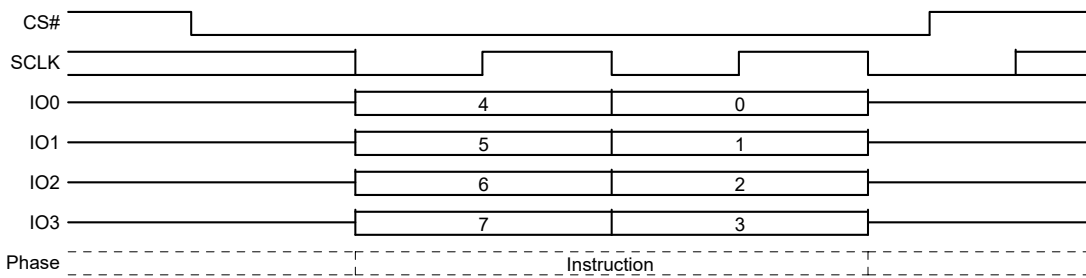 CS#
SCLK
IO0 4 0
IO1 5 1
IO2 6 2
IO3 7 3
Phase Instruction